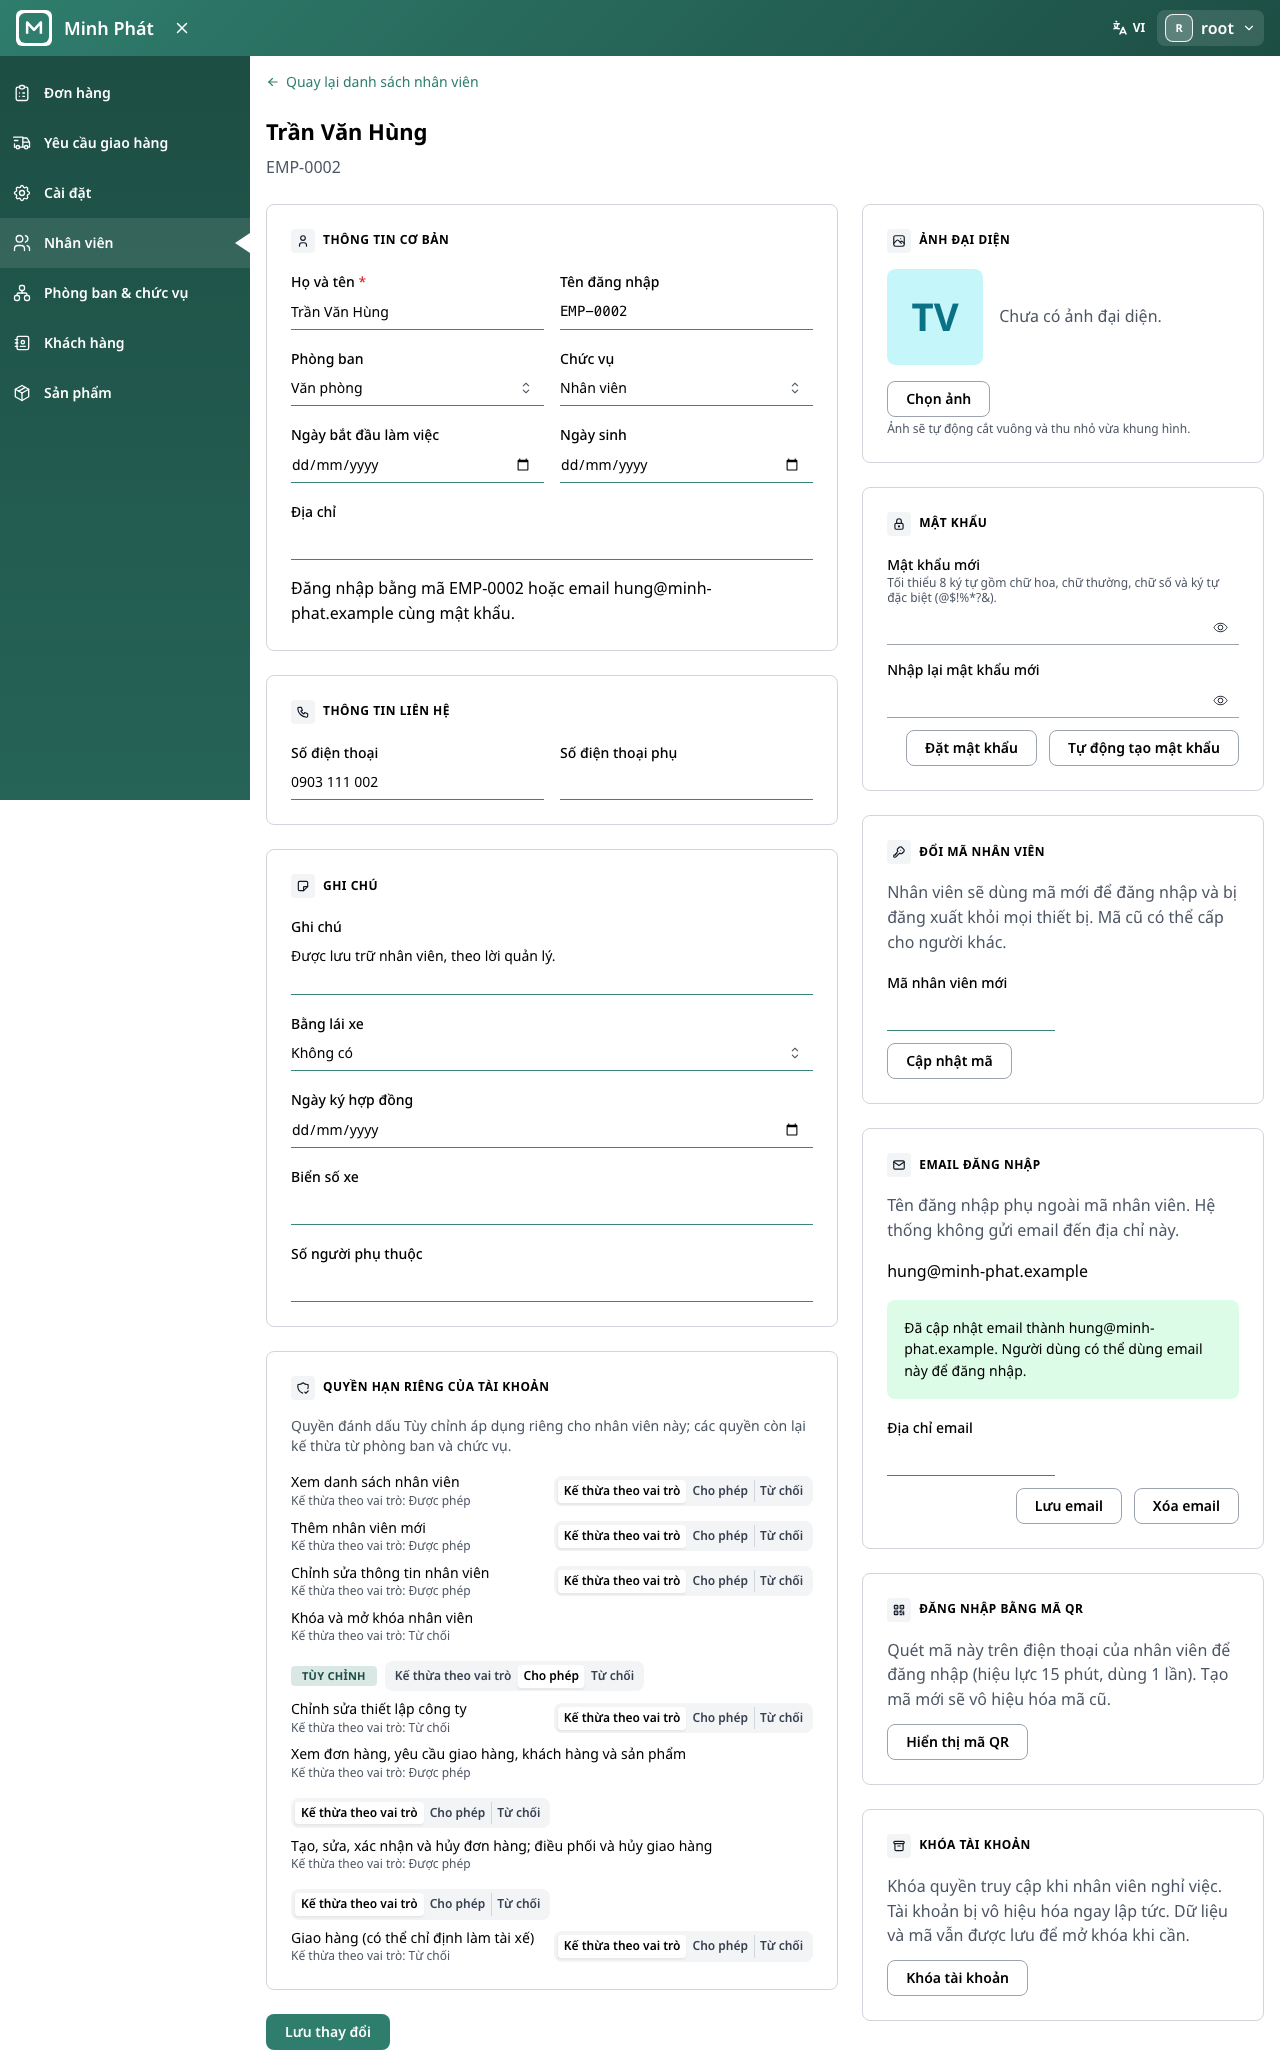 Minh Phát
VI
R
root
Đơn hàng
Yêu cầu giao hàng
Cài đặt
Nhân viên
Phòng ban & chức vụ
Khách hàng
Sản phẩm
Quay lại danh sách nhân viên
Trần Văn Hùng
EMP-0002
THÔNG TIN CƠ BẢN
Họ và tên *
Tên đăng nhập
Trần Văn Hùng
EMP-0002
Phòng ban
Chức vụ
Văn phòng
Nhân viên
Ngày bắt đầu làm việc
Ngày sinh
dd/mm/yyyy
dd/mm/yyyy
Địa chỉ
Đăng nhập bằng mã EMP-0002 hoặc email hung@minh-
phat.example cùng mật khẩu.
THÔNG TIN LIÊN HỆ
Số điện thoại
Số điện thoại phụ
0903 111 002
GHI CHÚ
Ghi chú
Được lưu trữ nhân viên, theo lời quản lý.
Bằng lái xe
Không có
Ngày ký hợp đồng
dd/mm/yyyy
Biển số xe
Số người phụ thuộc
QUYỀN HẠN RIÊNG CỦA TÀI KHOẢN
Quyền đánh dấu Tùy chỉnh áp dụng riêng cho nhân viên này; các quyền còn lại
kế thừa từ phòng ban và chức vụ.
Xem danh sách nhân viên
Kế thừa theo vai trò: Được phép
Kế thừa theo vai trò Cho phép Từ chối
Thêm nhân viên mới
Kế thừa theo vai trò: Được phép
Kế thừa theo vai trò Cho phép Từ chối
Chỉnh sửa thông tin nhân viên
Kế thừa theo vai trò: Được phép
Kế thừa theo vai trò Cho phép Từ chối
Khóa và mở khóa nhân viên
Kế thừa theo vai trò: Từ chối
TÙY CHỈNH
Kế thừa theo vai trò Cho phép Từ chối
Chỉnh sửa thiết lập công ty
Kế thừa theo vai trò: Từ chối
Kế thừa theo vai trò Cho phép Từ chối
Xem đơn hàng, yêu cầu giao hàng, khách hàng và sản phẩm
Kế thừa theo vai trò: Được phép
Kế thừa theo vai trò Cho phép Từ chối
Tạo, sửa, xác nhận và hủy đơn hàng; điều phối và hủy giao hàng
Kế thừa theo vai trò: Được phép
Kế thừa theo vai trò Cho phép Từ chối
Giao hàng (có thể chỉ định làm tài xế)
Kế thừa theo vai trò: Từ chối
Kế thừa theo vai trò Cho phép Từ chối
Lưu thay đổi
ẢNH ĐẠI DIỆN
TV
Chưa có ảnh đại diện.
Chọn ảnh
Ảnh sẽ tự động cắt vuông và thu nhỏ vừa khung hình.
MẬT KHẨU
Mật khẩu mới
Tối thiểu 8 ký tự gồm chữ hoa, chữ thường, chữ số và ký tự
đặc biệt (@$!%*?&).
Nhập lại mật khẩu mới
Đặt mật khẩu
Tự động tạo mật khẩu
ĐỔI MÃ NHÂN VIÊN
Nhân viên sẽ dùng mã mới để đăng nhập và bị
đăng xuất khỏi mọi thiết bị. Mã cũ có thể cấp
cho người khác.
Mã nhân viên mới
Cập nhật mã
EMAIL ĐĂNG NHẬP
Tên đăng nhập phụ ngoài mã nhân viên. Hệ
thống không gửi email đến địa chỉ này.
hung@minh-phat.example
Đã cập nhật email thành hung@minh-
phat.example. Người dùng có thể dùng email
này để đăng nhập.
Địa chỉ email
Lưu email
Xóa email
ĐĂNG NHẬP BẰNG MÃ QR
Quét mã này trên điện thoại của nhân viên để
đăng nhập (hiệu lực 15 phút, dùng 1 lần). Tạo
mã mới sẽ vô hiệu hóa mã cũ.
Hiển thị mã QR
KHÓA TÀI KHOẢN
Khóa quyền truy cập khi nhân viên nghỉ việc.
Tài khoản bị vô hiệu hóa ngay lập tức. Dữ liệu
và mã vẫn được lưu để mở khóa khi cần.
Khóa tài khoản